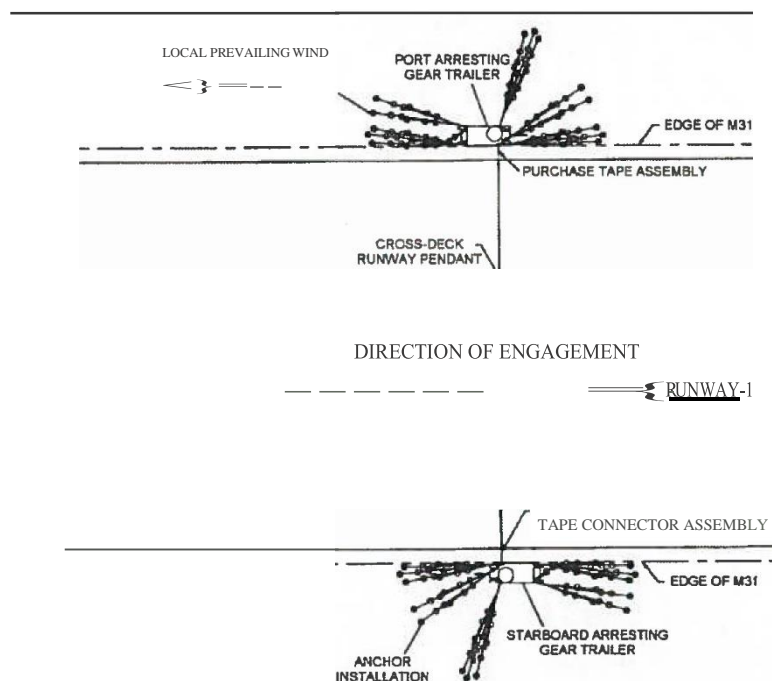 LOCAL PREVAILING WIND
PORT ARRESTING
GEAR TRAILER
EDGE OF M31
PURCHASE TAPE ASSEMBLY
CROSS-DECK
RUNWAY PENDANT
DIRECTION OF ENGAGEMENT
RUNWAY-1
TAPE CONNECTOR ASSEMBLY
EDGE OF M31
STARBOARD ARRESTING
GEAR TRAILER
ANCHOR
INSTALLATION